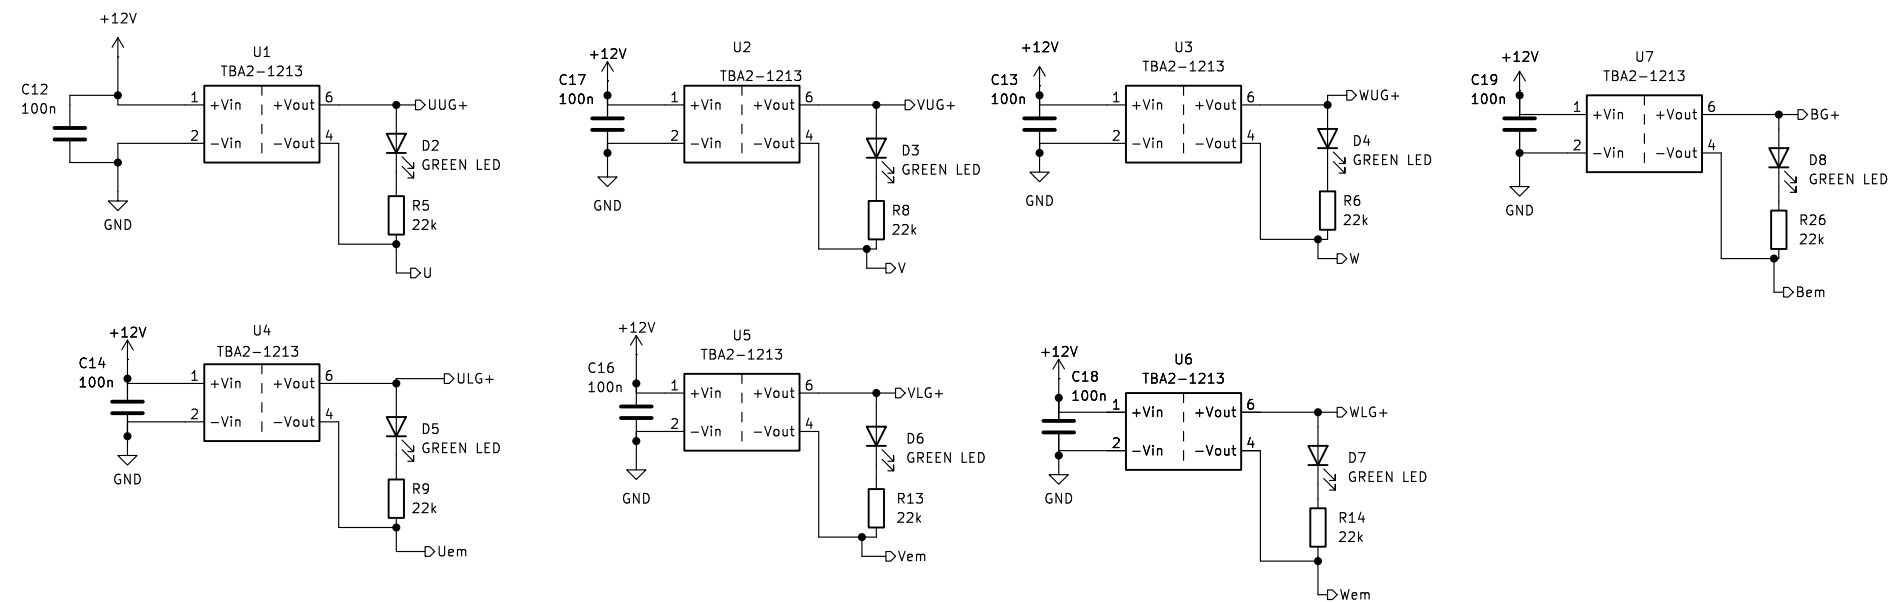 +12V
C12
100n
U1
TBA2-1213
1 +Vin +Vout 6
2 -Vin -Vout 4
UUG+
D2
GREEN LED
R5
22k
U
GND
+12V
C17
100n
U2
TBA2-1213
1 +Vin +Vout 6
2 -Vin -Vout 4
VUG+
D3
GREEN LED
R8
22k
V
GND
+12V
C13
100n
U3
TBA2-1213
1 +Vin +Vout 6
2 -Vin -Vout 4
WUG+
D4
GREEN LED
R6
22k
W
GND
+12V
C19
100n
U7
TBA2-1213
1 +Vin +Vout 6
2 -Vin -Vout 4
BG+
D8
GREEN LED
R26
22k
Bem
GND
+12V
C14
100n
U4
TBA2-1213
1 +Vin +Vout 6
2 -Vin -Vout 4
ULG+
D5
GREEN LED
R9
22k
Uem
GND
+12V
C16
100n
U5
TBA2-1213
1 +Vin +Vout 6
2 -Vin -Vout 4
VLG+
D6
GREEN LED
R13
22k
Vem
GND
+12V
C18
100n
U6
TBA2-1213
1 +Vin +Vout 6
2 -Vin -Vout 4
WLG+
D7
GREEN LED
R14
22k
Wem
GND